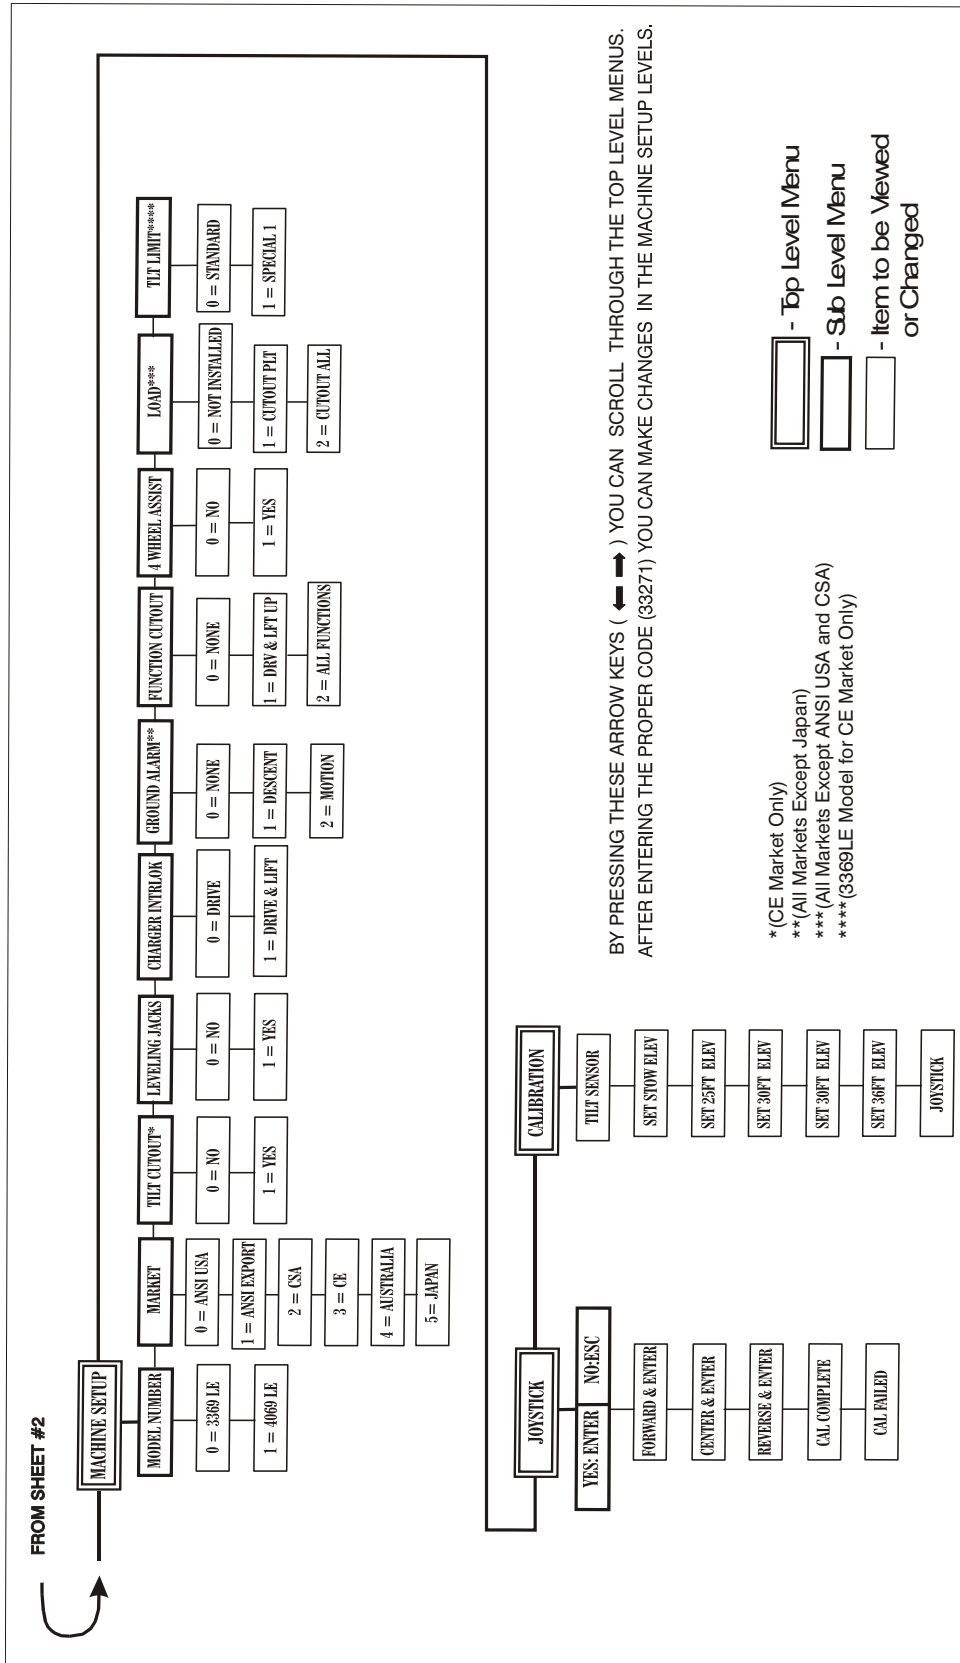 FROM SHEET #2
MACHINE SETUP
MODEL NUMBER
0 = 3369 LE
1 = 4069 LE
MARKET
0 = ANSI USA
1 = ANSI EXPORT
2 = CSA
3 = CE
4 = AUSTRALIA
5 = JAPAN
TILT CUTOUT*
0 = NO
1 = YES
LEVELING JACKS
0 = NO
1 = YES
CHARGER INTRLOK
0 = DRIVE
1 = DRIVE & LIFT
GROUND ALARM**
0 = NONE
1 = DESCENT
2 = MOTION
FUNCTION CUTOUT
0 = NONE
1 = DRV & LFT UP
2 = ALL FUNCTIONS
4 WHEEL ASSIST
0 = NO
1 = YES
LOAD***
0 = NOT INSTALLED
1 = CUTOUT PLT
2 = CUTOUT ALL
TLT LIMIT****
0 = STANDARD
1 = SPECIAL 1
JOYSTICK
YES: ENTER NO:ESC
FORWARD & ENTER
CENTER & ENTER
REVERSE & ENTER
CAL COMPLETE
CAL FAILED
CALIBRATION
TILT SENSOR
SET STOW ELEV
SET 25FT ELEV
SET 30FT ELEV
SET 30FT ELEV
SET 36FT ELEV
JOYSTICK
BY PRESSING THESE ARROW KEYS ( ← → ) YOU CAN SCROLL THROUGH THE TOP LEVEL MENUS.
AFTER ENTERING THE PROPER CODE (33271) YOU CAN MAKE CHANGES IN THE MACHINE SETUP LEVELS.
*(CE Market Only)
**(All Markets Except Japan)
***(All Markets Except ANSI USA and CSA)
****(3369LE Model for CE Market Only)
- Top Level Menu
- Sub Level Menu
- Item to be Viewed
or Changed